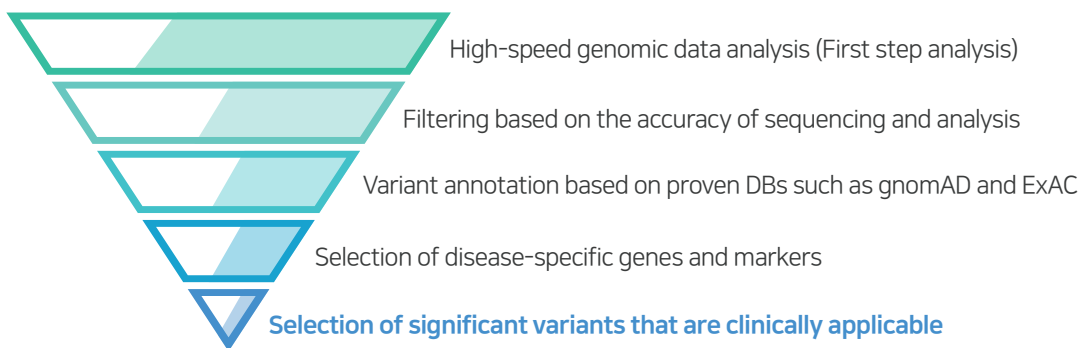 High-speed genomic data analysis (First step analysis)
Filtering based on the accuracy of sequencing and analysis
Variant annotation based on proven DBs such as gnomAD and ExAC
Selection of disease-specific genes and markers
Selection of significant variants that are clinically applicable